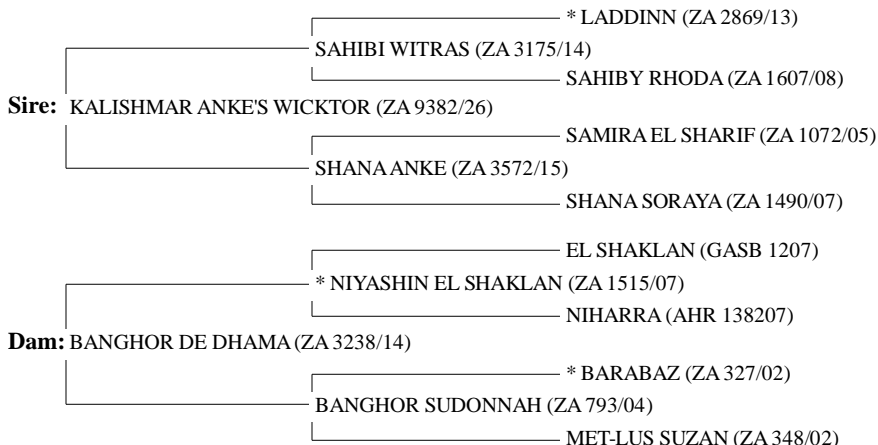 * LADDINN (ZA 2869/13)
SAHIBI WITRAS (ZA 3175/14)
SAHIBY RHODA (ZA 1607/08)
Sire: KALISHMAR ANKE'S WICKTOR (ZA 9382/26)
SAMIRA EL SHARIF (ZA 1072/05)
SHANA ANKE (ZA 3572/15)
SHANA SORAYA (ZA 1490/07)
EL SHAKLAN (GASB 1207)
* NIYASHIN EL SHAKLAN (ZA 1515/07)
NIHARRA (AHR 138207)
Dam: BANGHOR DE DHAMA (ZA 3238/14)
* BARABAZ (ZA 327/02)
BANGHOR SUDONNAH (ZA 793/04)
MET-LUS SUZAN (ZA 348/02)